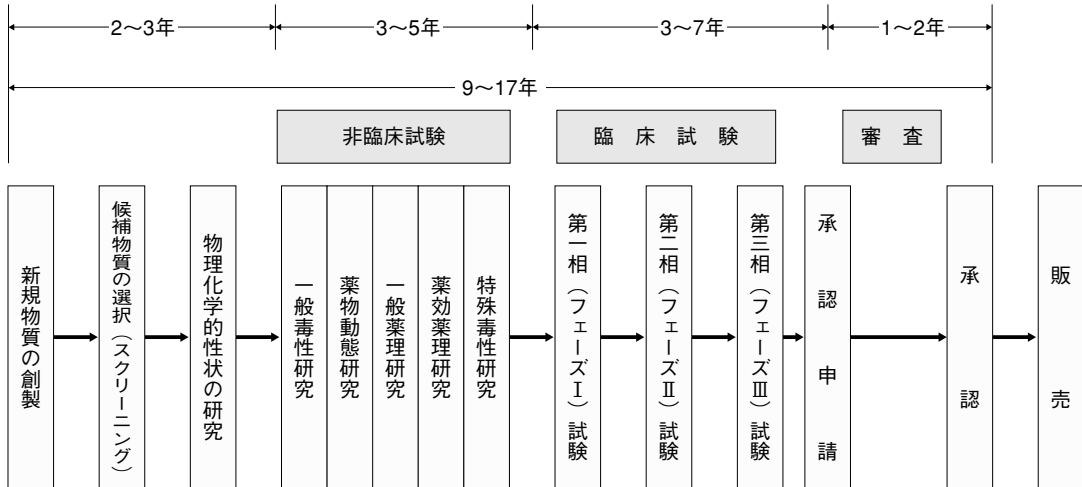 2〜3年
3〜5年
3〜7年
1〜2年
9〜17年
非臨床試験
臨床試験
審査
新規物質の創製
候補物質の選択（スクリーニング）
物理化学的性状の研究
一般毒性研究
薬物動態研究
一般薬理研究
薬効薬理研究
特殊毒性研究
第一相（フェーズⅠ）試験
第二相（フェーズⅡ）試験
第三相（フェーズⅢ）試験
承認申請
承認
販売